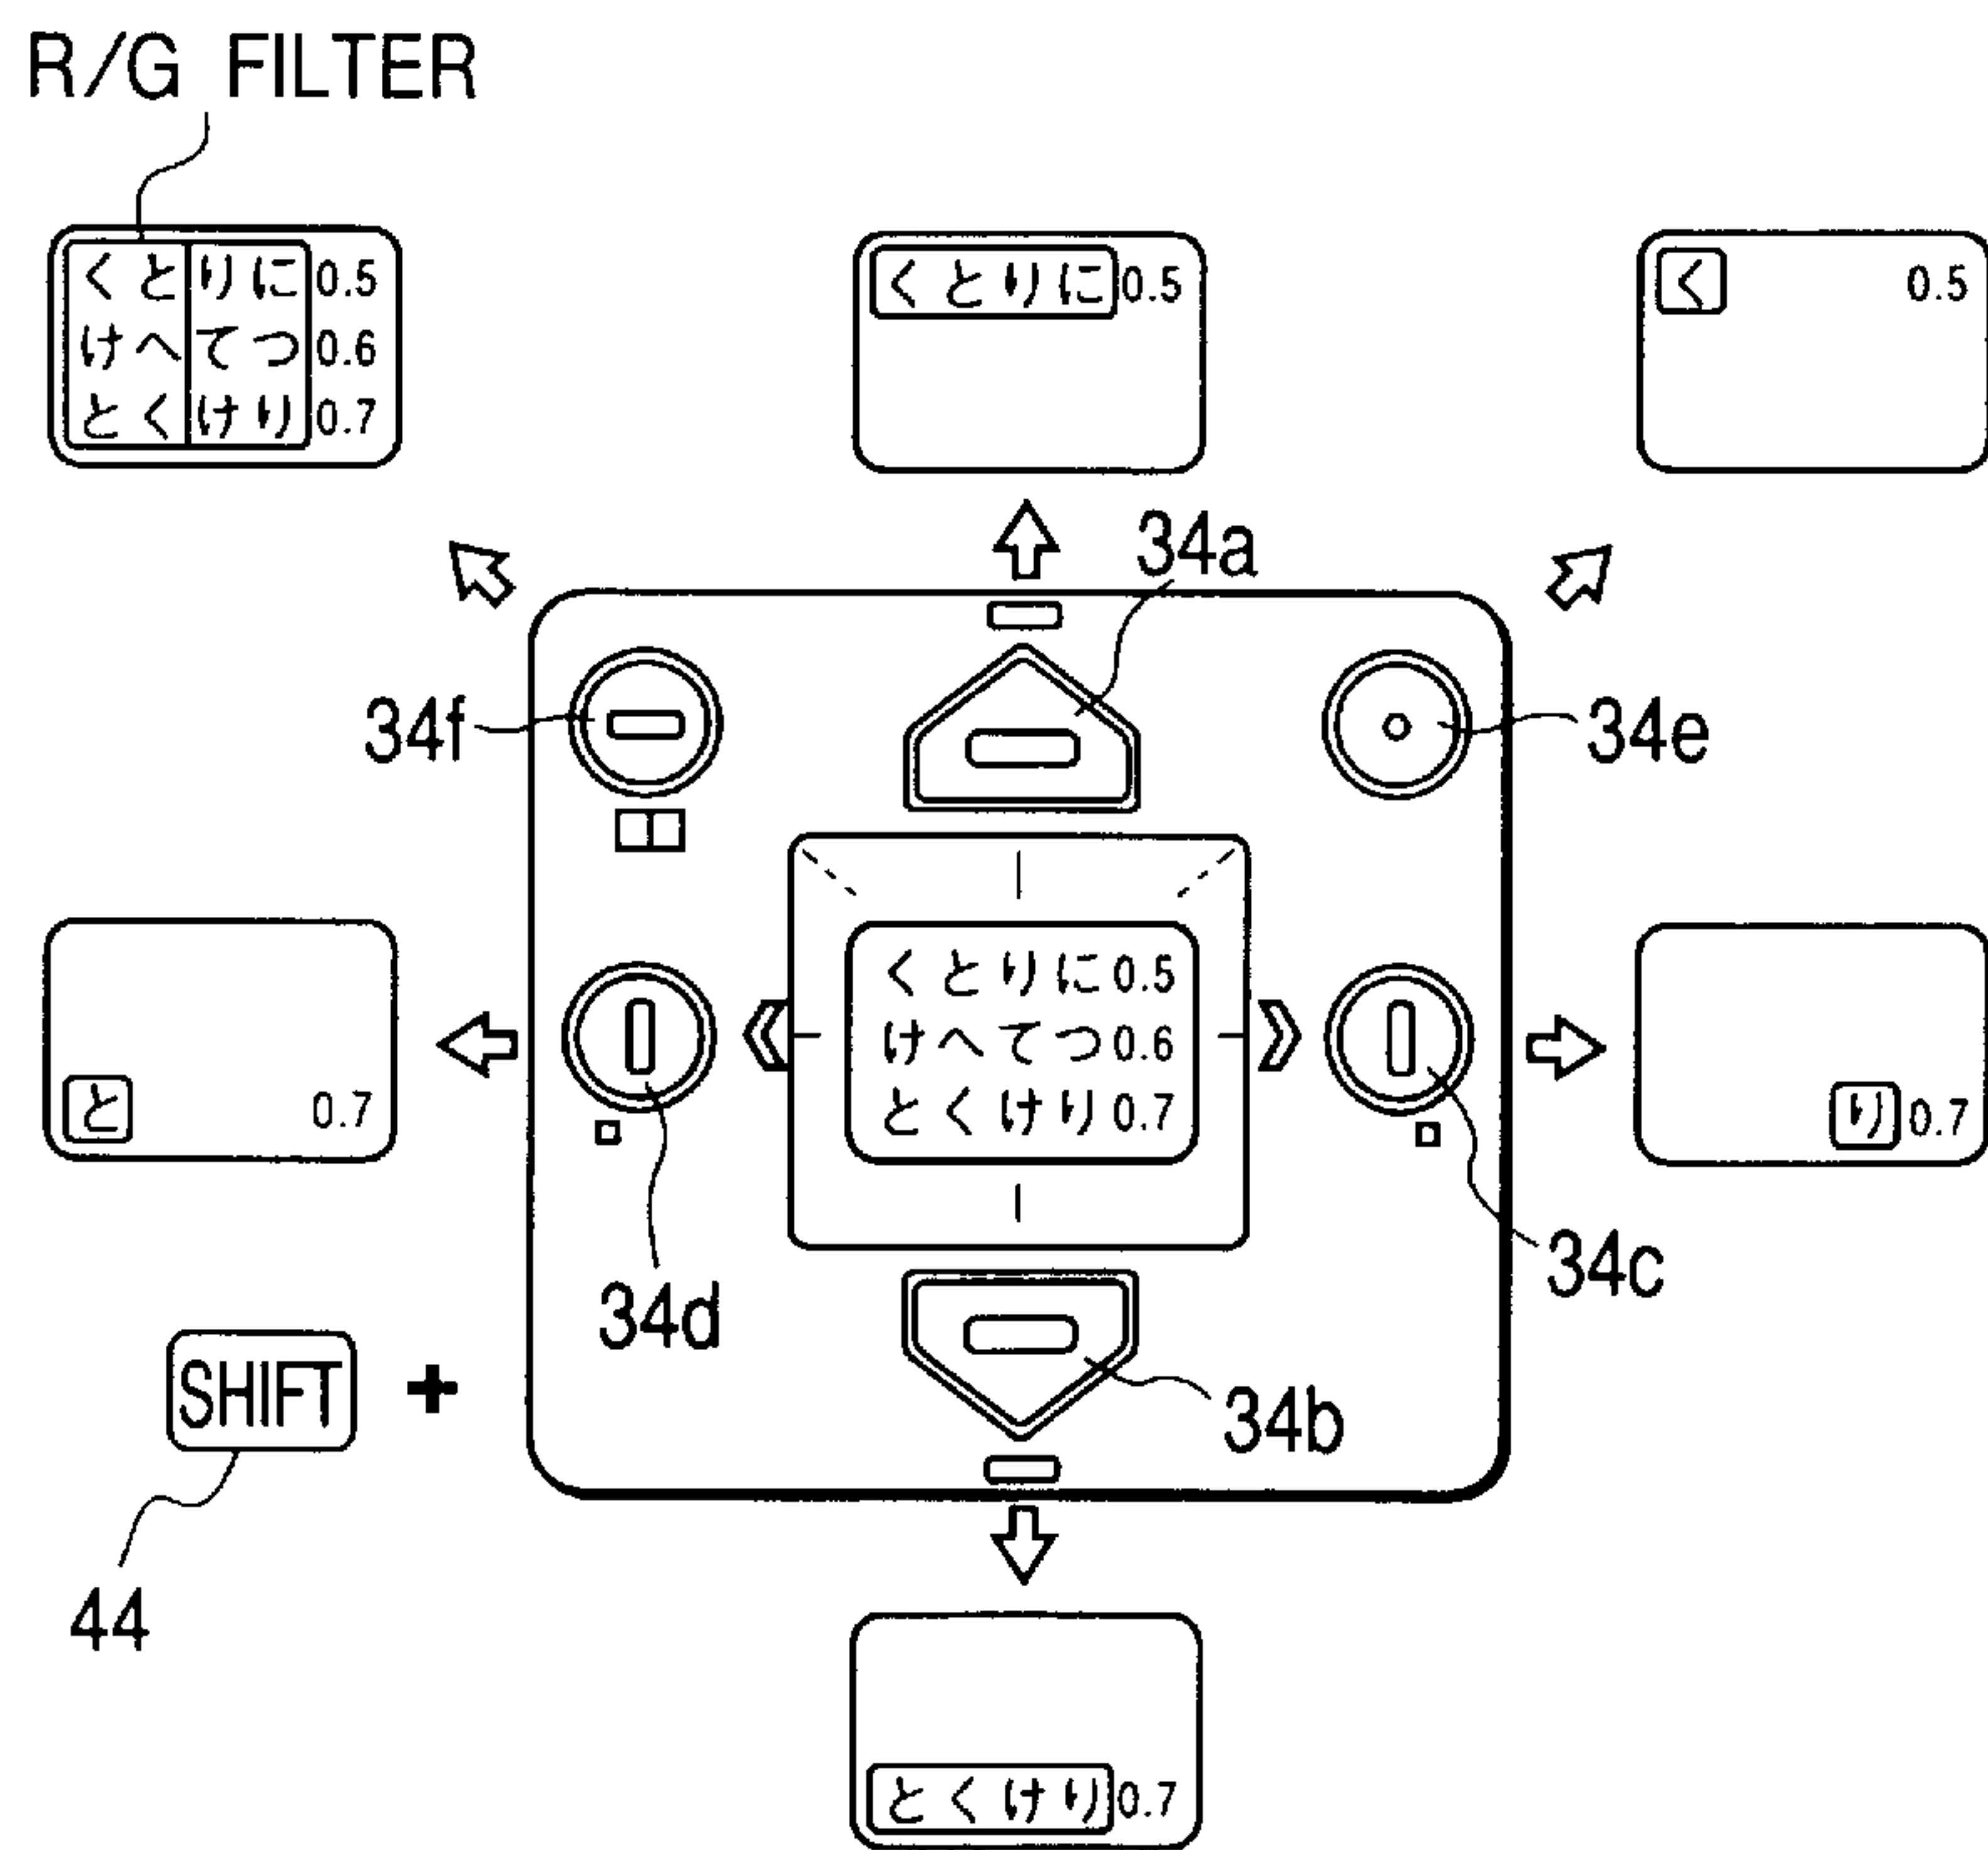 R/G FILTER
くとりに0.5
けへてつ0.6
とくけり0.7
くとりに0.5
く 0.5
34a
34f
34e
くとりに0.5
けへてつ0.6
とくけり0.7
と 0.7
り0.7
34d
34c
SHIFT +
34b
44
とくけり0.7